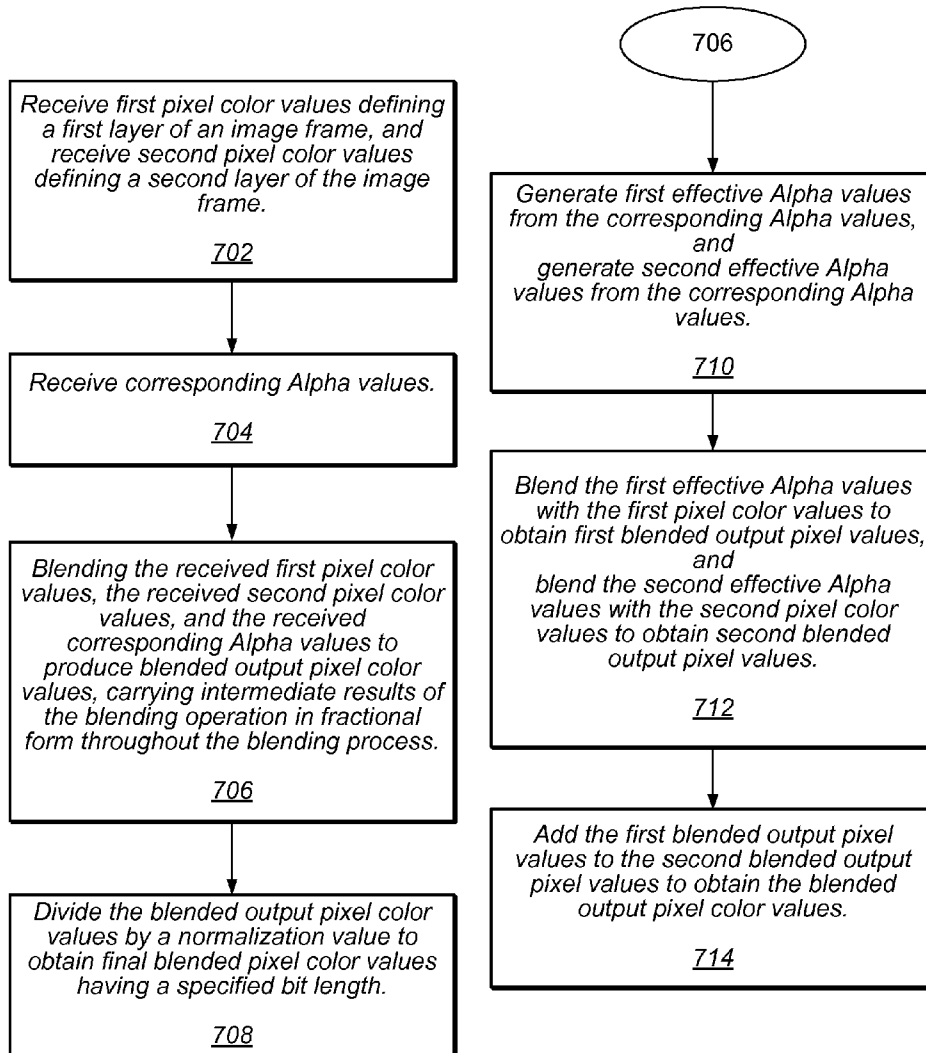 Receive first pixel color values defining
a first layer of an image frame, and
receive second pixel color values
defining a second layer of the image
frame.
702
Receive corresponding Alpha values.
704
Blending the received first pixel color
values, the received second pixel color
values, and the received
corresponding Alpha values to
produce blended output pixel color
values, carrying intermediate results of
the blending operation in fractional
form throughout the blending process.
706
Divide the blended output pixel color
values by a normalization value to
obtain final blended pixel color values
having a specified bit length.
708
706
Generate first effective Alpha values
from the corresponding Alpha values,
and
generate second effective Alpha
values from the corresponding Alpha
values.
710
Blend the first effective Alpha values
with the first pixel color values to
obtain first blended output pixel values,
and
blend the second effective Alpha
values with the second pixel color
values to obtain second blended
output pixel values.
712
Add the first blended output pixel
values to the second blended output
pixel values to obtain the blended
output pixel color values.
714